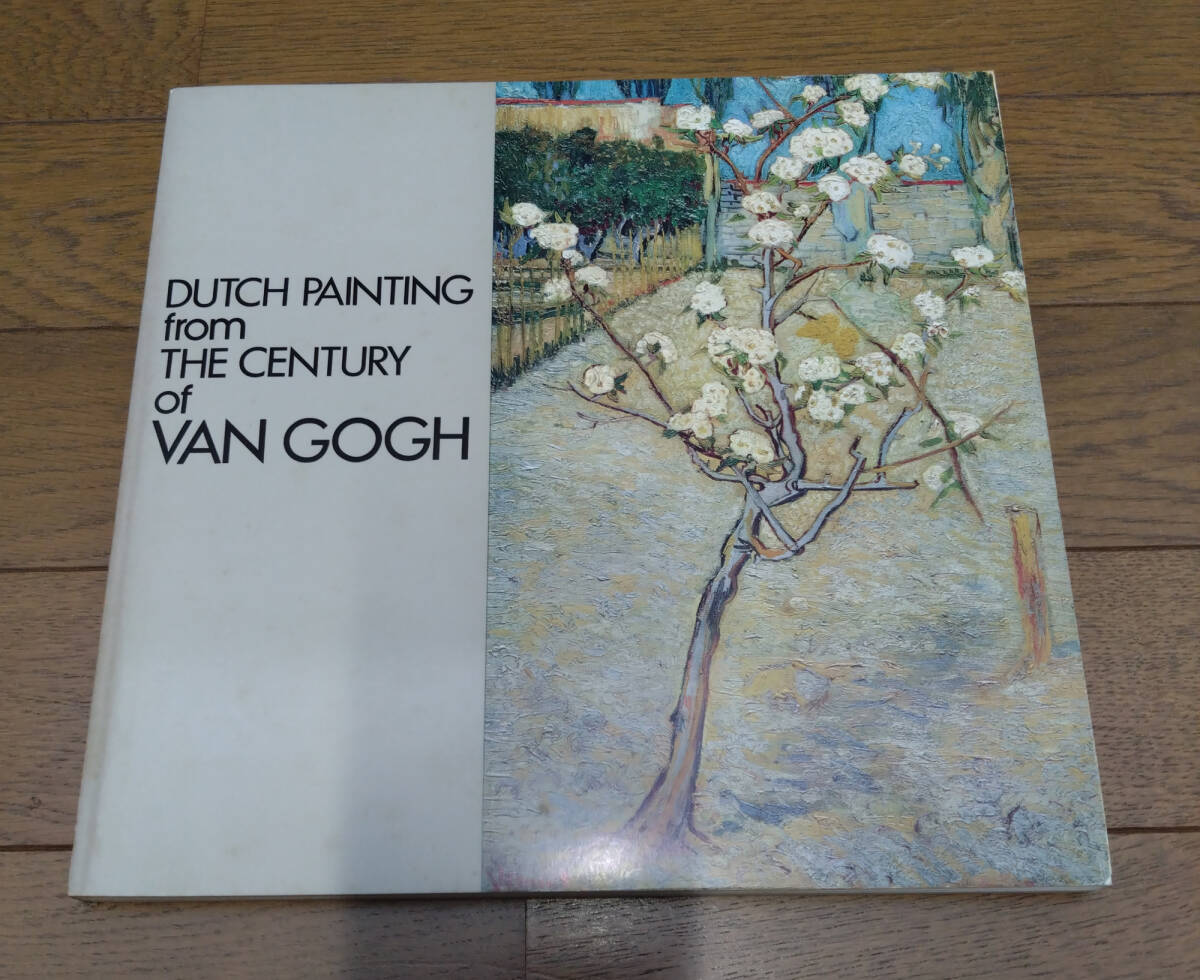 DUTCH PAINTING
from
THE CENTURY
of
VAN GOGH